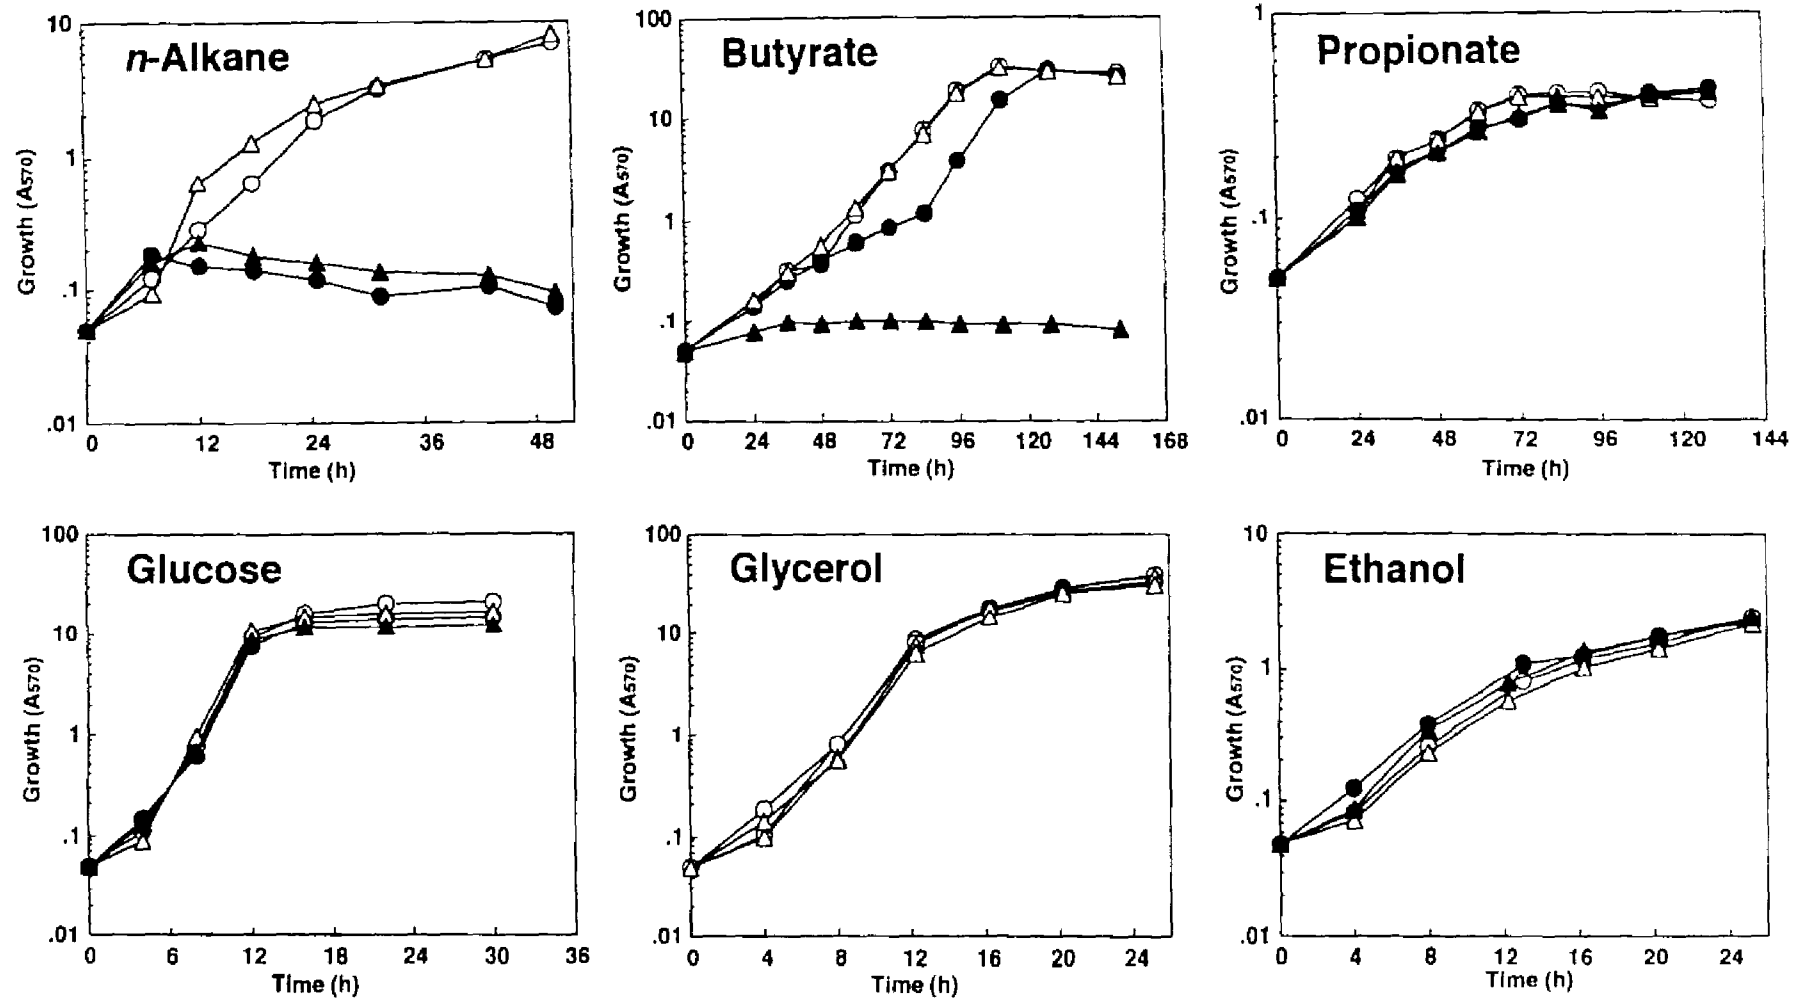 n-Alkane
10
1
.1
.01
Growth (A570)
0 12 24 36 48
Time (h)
Butyrate
100
10
1
.1
.01
Growth (A570)
0 24 48 72 96 120 144 168
Time (h)
Propionate
1
.1
.01
Growth (A570)
0 24 48 72 96 120 144
Time (h)
Glucose
100
10
1
.1
.01
Growth (A570)
0 6 12 18 24 30 36
Time (h)
Glycerol
100
10
1
.1
.01
Growth (A570)
0 4 8 12 16 20 24
Time (h)
Ethanol
10
1
.1
.01
Growth (A570)
0 4 8 12 16 20 24
Time (h)